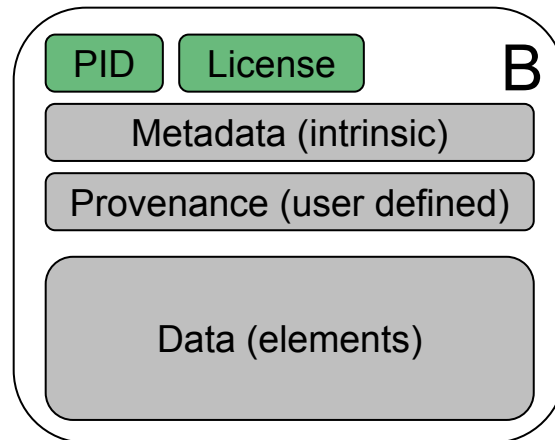 PID License B
Metadata (intrinsic)
Provenance (user defined)
Data (elements)